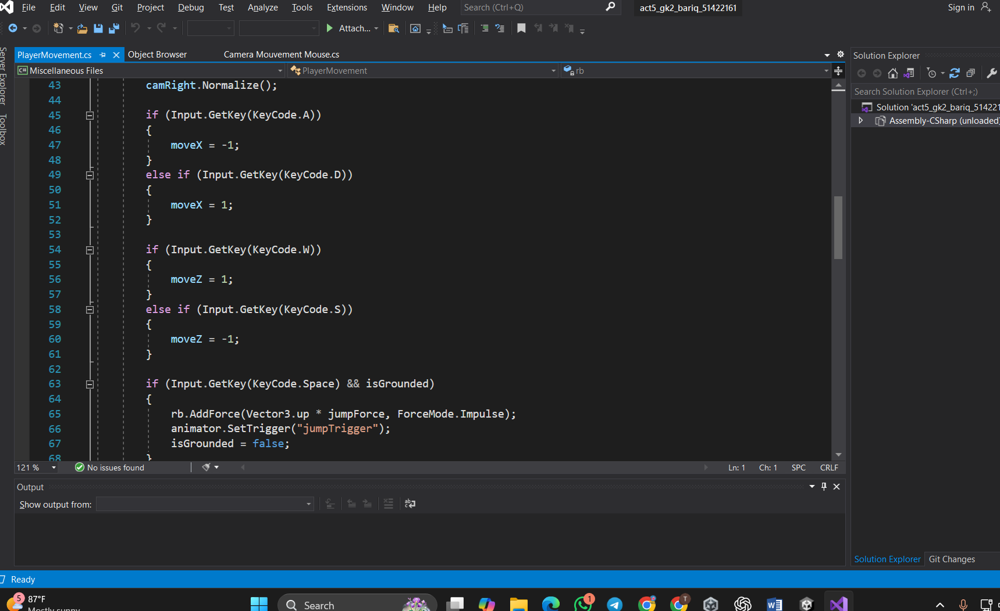 File Edit View Git Project Debug Test Analyze Tools Extensions Window Help Search (Ctrl+Q) act5_gk2_bariq_51422161 Sign in
Attach...
Server Explorer
Toolbox
PlayerMovement.cs Object Browser Camera Mouvement Mouse.cs
C# Miscellaneous Files PlayerMovement rb
43 camRight.Normalize();
44
45 if (Input.GetKey(KeyCode.A))
46 {
47 moveX = -1;
48 }
49 else if (Input.GetKey(KeyCode.D))
50 {
51 moveX = 1;
52 }
53
54 if (Input.GetKey(KeyCode.W))
55 {
56 moveZ = 1;
57 }
58 else if (Input.GetKey(KeyCode.S))
59 {
60 moveZ = -1;
61 }
62
63 if (Input.GetKey(KeyCode.Space) && isGrounded)
64 {
65 rb.AddForce(Vector3.up * jumpForce, ForceMode.Impulse);
66 animator.SetTrigger("jumpTrigger");
67 isGrounded = false;
68 }
121 % No issues found Ln: 1 Ch: 1 SPC CRLF
Output
Show output from:
Solution Explorer
Search Solution Explorer (Ctrl+;)
Solution 'act5_gk2_bariq_514221
Assembly-CSharp (unloaded)
Solution Explorer Git Changes
Ready
5 87°F
Mostly sunny
Search
1
T